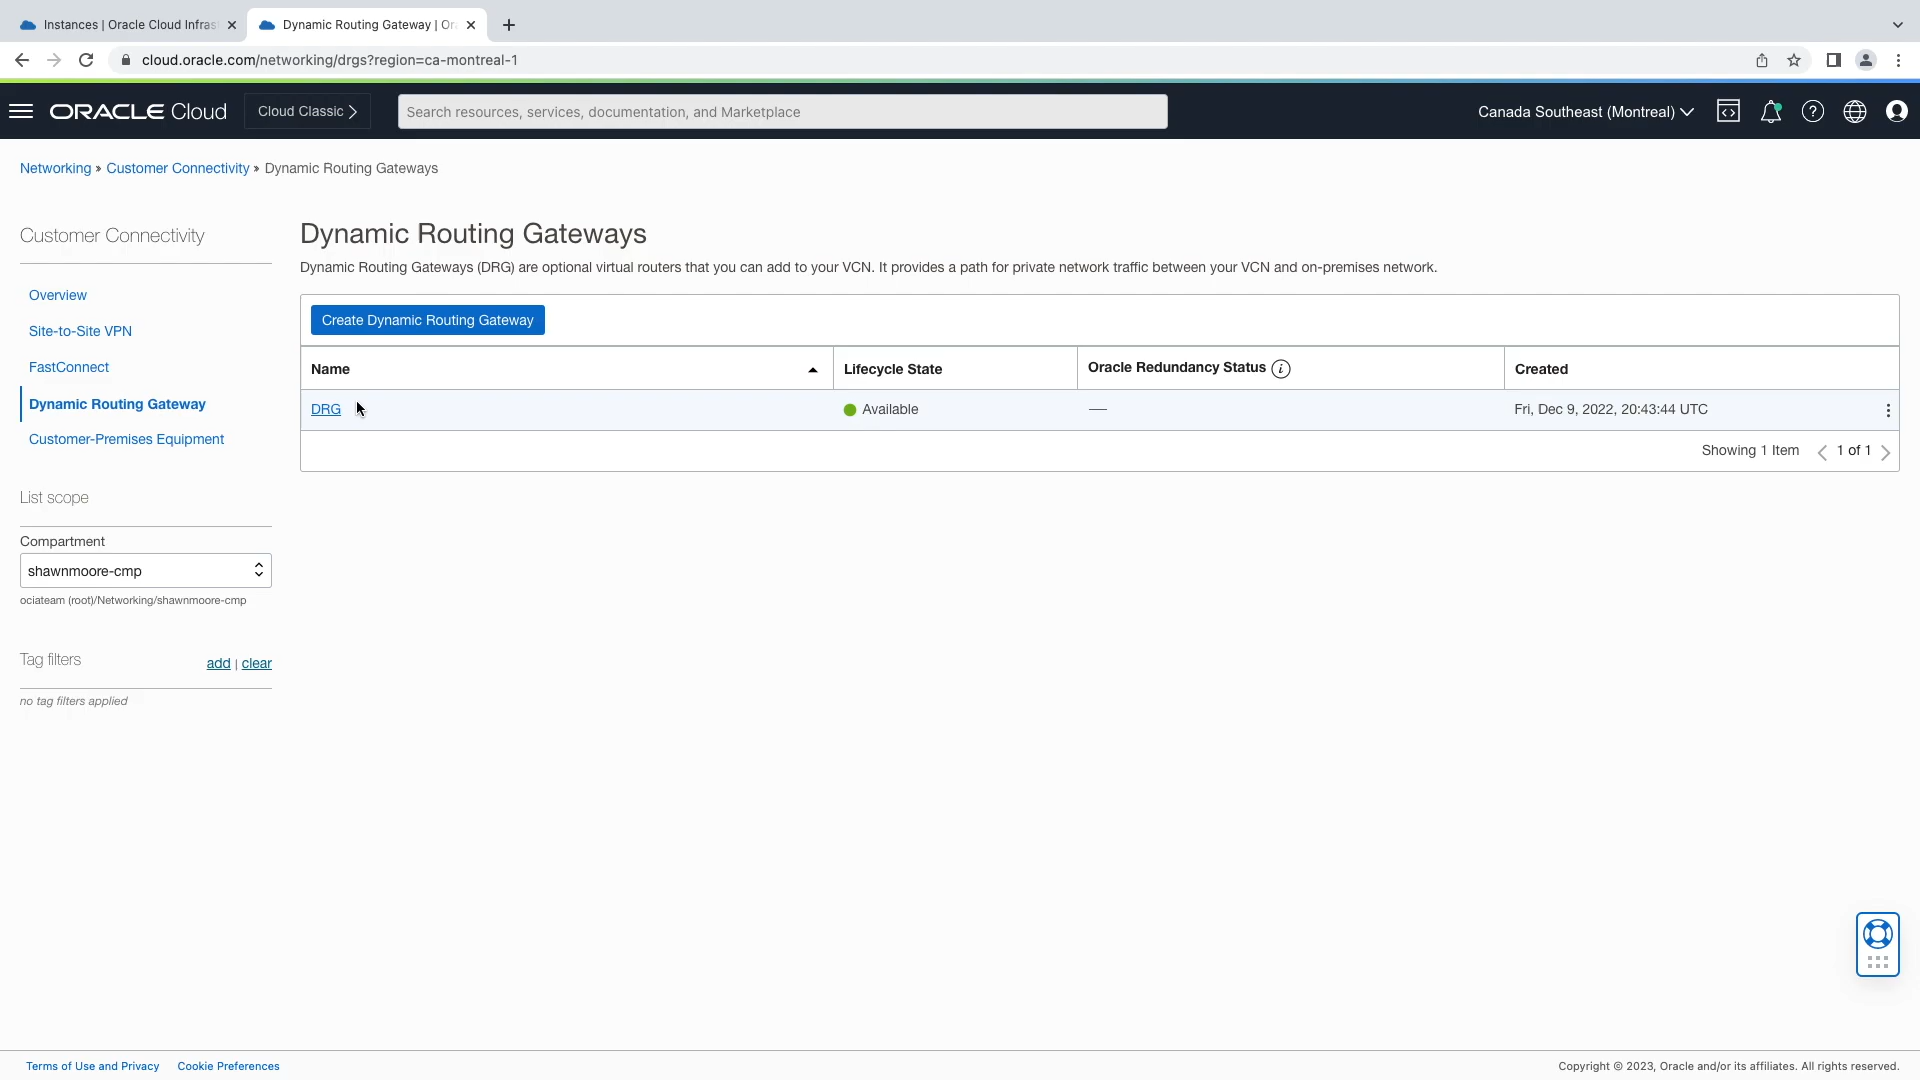 Instances | Oracle Cloud Infras
Dynamic Routing Gateway | Or
cloud.oracle.com/networking/drgs?region=ca-montreal-1
ORACLE Cloud
Cloud Classic
Search resources, services, documentation, and Marketplace
Canada Southeast (Montreal)
Networking » Customer Connectivity » Dynamic Routing Gateways
Customer Connectivity
Overview
Site-to-Site VPN
FastConnect
Dynamic Routing Gateway
Customer-Premises Equipment
List scope
Compartment
shawnmoore-cmp
ociateam (root)/Networking/shawnmoore-cmp
Tag filters
add | clear
no tag filters applied
Dynamic Routing Gateways
Dynamic Routing Gateways (DRG) are optional virtual routers that you can add to your VCN. It provides a path for private network traffic between your VCN and on-premises network.
Create Dynamic Routing Gateway
Name Lifecycle State Oracle Redundancy Status Created
DRG Available — Fri, Dec 9, 2022, 20:43:44 UTC
Showing 1 Item 1 of 1
Terms of Use and Privacy Cookie Preferences
Copyright © 2023, Oracle and/or its affiliates. All rights reserved.